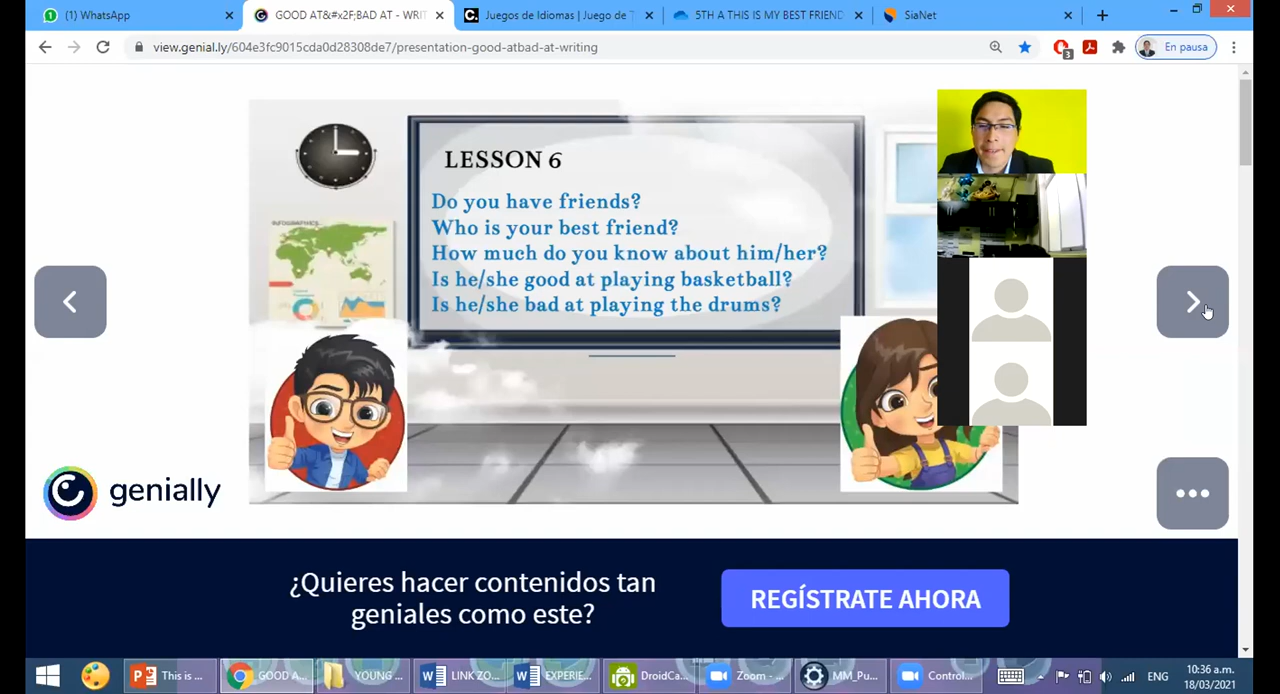 (1) WhatsApp
GOOD AT&#x2F;BAD AT - WRIT
Juegos de Idiomas | Juego de T
5TH A THIS IS MY BEST FRIEND
SiaNet
view.genial.ly/604e3fc9015cda0d28308de7/presentation-good-atbad-at-writing
3
En pausa
LESSON 6
Do you have friends?
Who is your best friend?
How much do you know about him/her?
Is he/she good at playing basketball?
Is he/she bad at playing the drums?
INFOGRAPHICS
genially
¿Quieres hacer contenidos tan
geniales como este?
REGÍSTRATE AHORA
This is ...
GOOD A...
YOUNG ...
LINK ZO...
EXPERIE...
DroidCa...
Zoom - ...
MM_Pu...
Control...
ENG
10:36 a.m.
18/03/2021